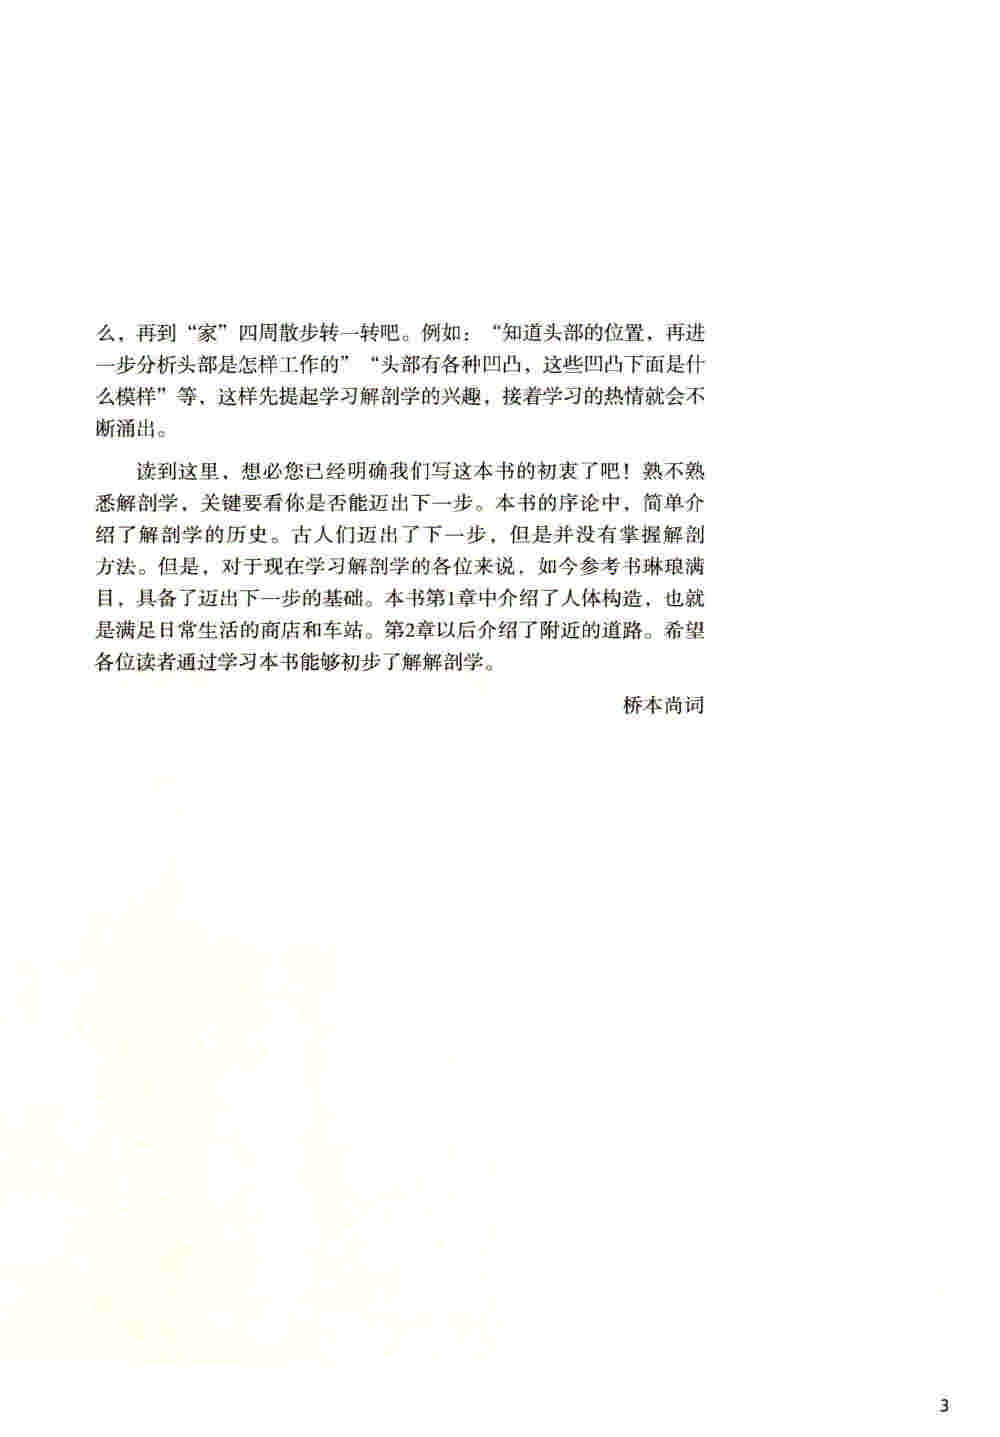 么，再到“家”四周散步转一转吧。例如：“知道头部的位置，再进
一步分析头部是怎样工作的”“头部有各种凹凸，这些凹凸下面是什
么模样”等，这样先提起学习解剖学的兴趣，接着学习的热情就会不
断涌出。
读到这里，想必您已经明确我们写这本书的初衷了吧！熟不熟
悉解剖学，关键要看你是否能迈出下一步。本书的序论中，简单介
绍了解剖学的历史。古人们迈出了下一步，但是并没有掌握解剖
方法。但是，对于现在学习解剖学的各位来说，如今参考书琳琅满
目，具备了迈出下一步的基础。本书第1章中介绍了人体构造，也就
是满足日常生活的商店和车站。第2章以后介绍了附近的道路。希望
各位读者通过学习本书能够初步了解解剖学。
桥本尚词
3